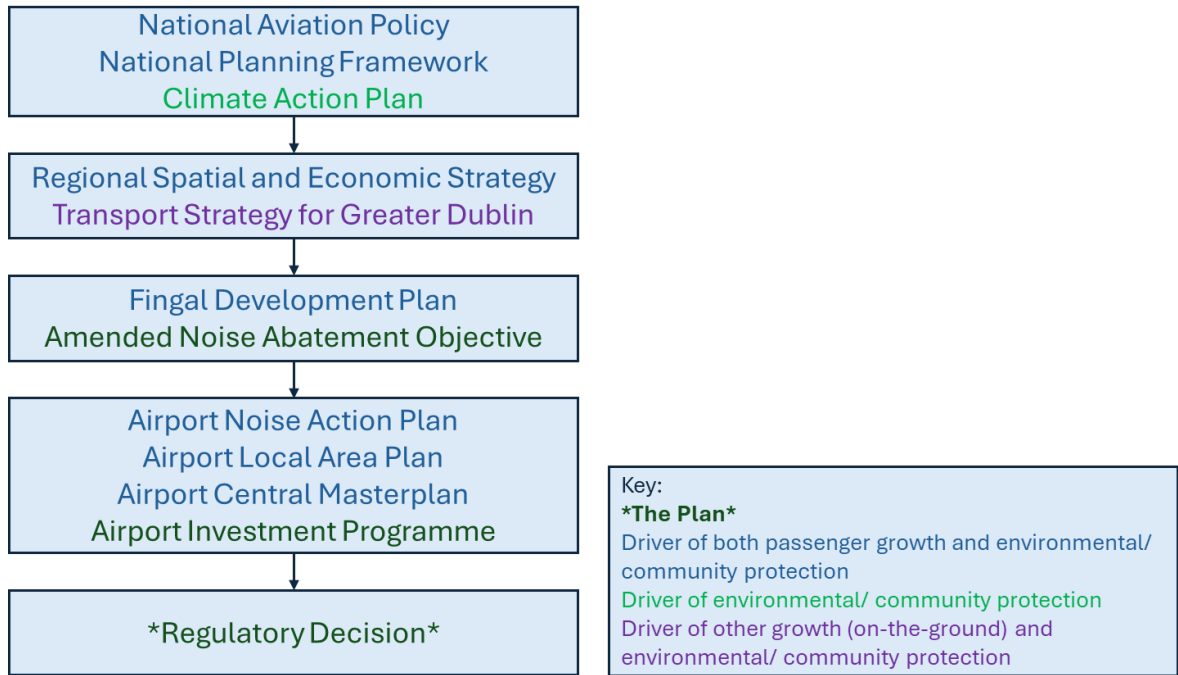 National Aviation Policy
National Planning Framework
Climate Action Plan
Regional Spatial and Economic Strategy
Transport Strategy for Greater Dublin
Fingal Development Plan
Amended Noise Abatement Objective
Airport Noise Action Plan
Airport Local Area Plan
Airport Central Masterplan
Airport Investment Programme
*Regulatory Decision*
Key:
*The Plan*
Driver of both passenger growth and environmental/
community protection
Driver of environmental/ community protection
Driver of other growth (on-the-ground) and
environmental/ community protection